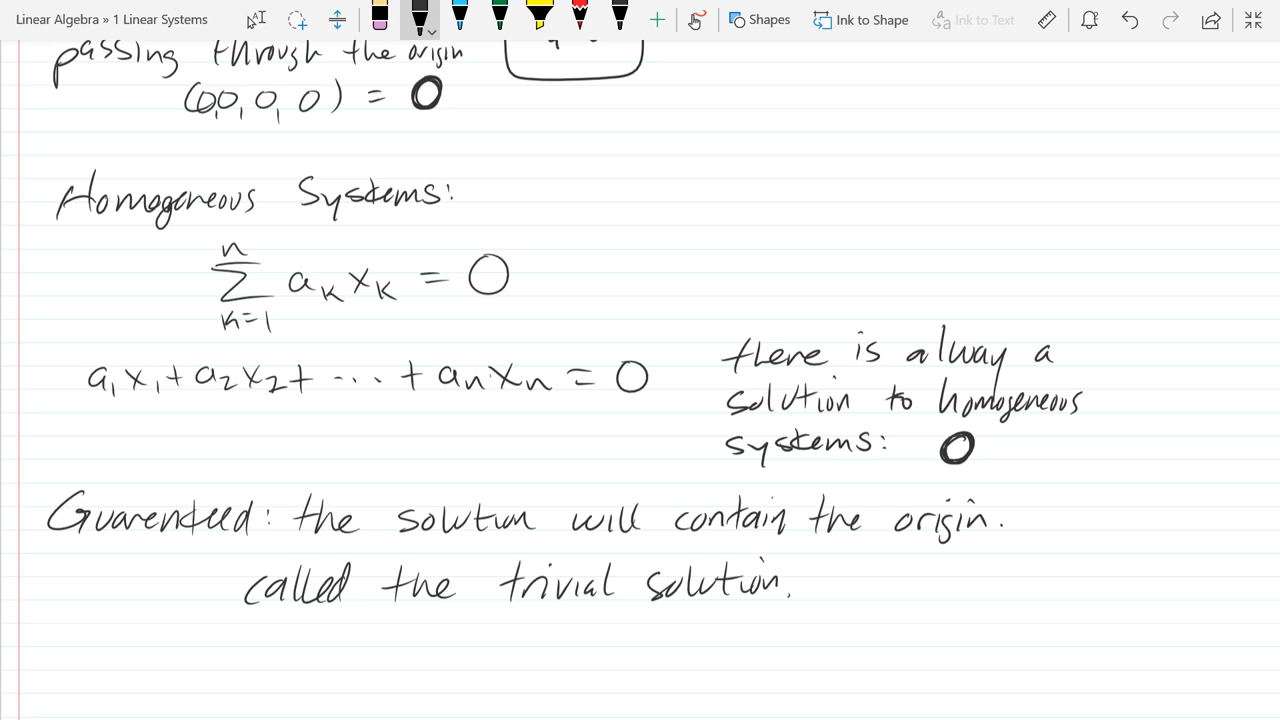 Linear Algebra » 1 Linear Systems
Shapes
Ink to Shape
Ink to Text
passing through the origin
(0,0, 0, 0) = 0
Homogeneous Systems:
n
∑ aₖ xₖ = 0
k=1
a₁x₁ + a₂x₂ + ... + aₙxₙ = 0
there is alway a
solution to homogeneous
systems: 0
Guarenteed: the solution will contain the origin.
called the trivial solution.